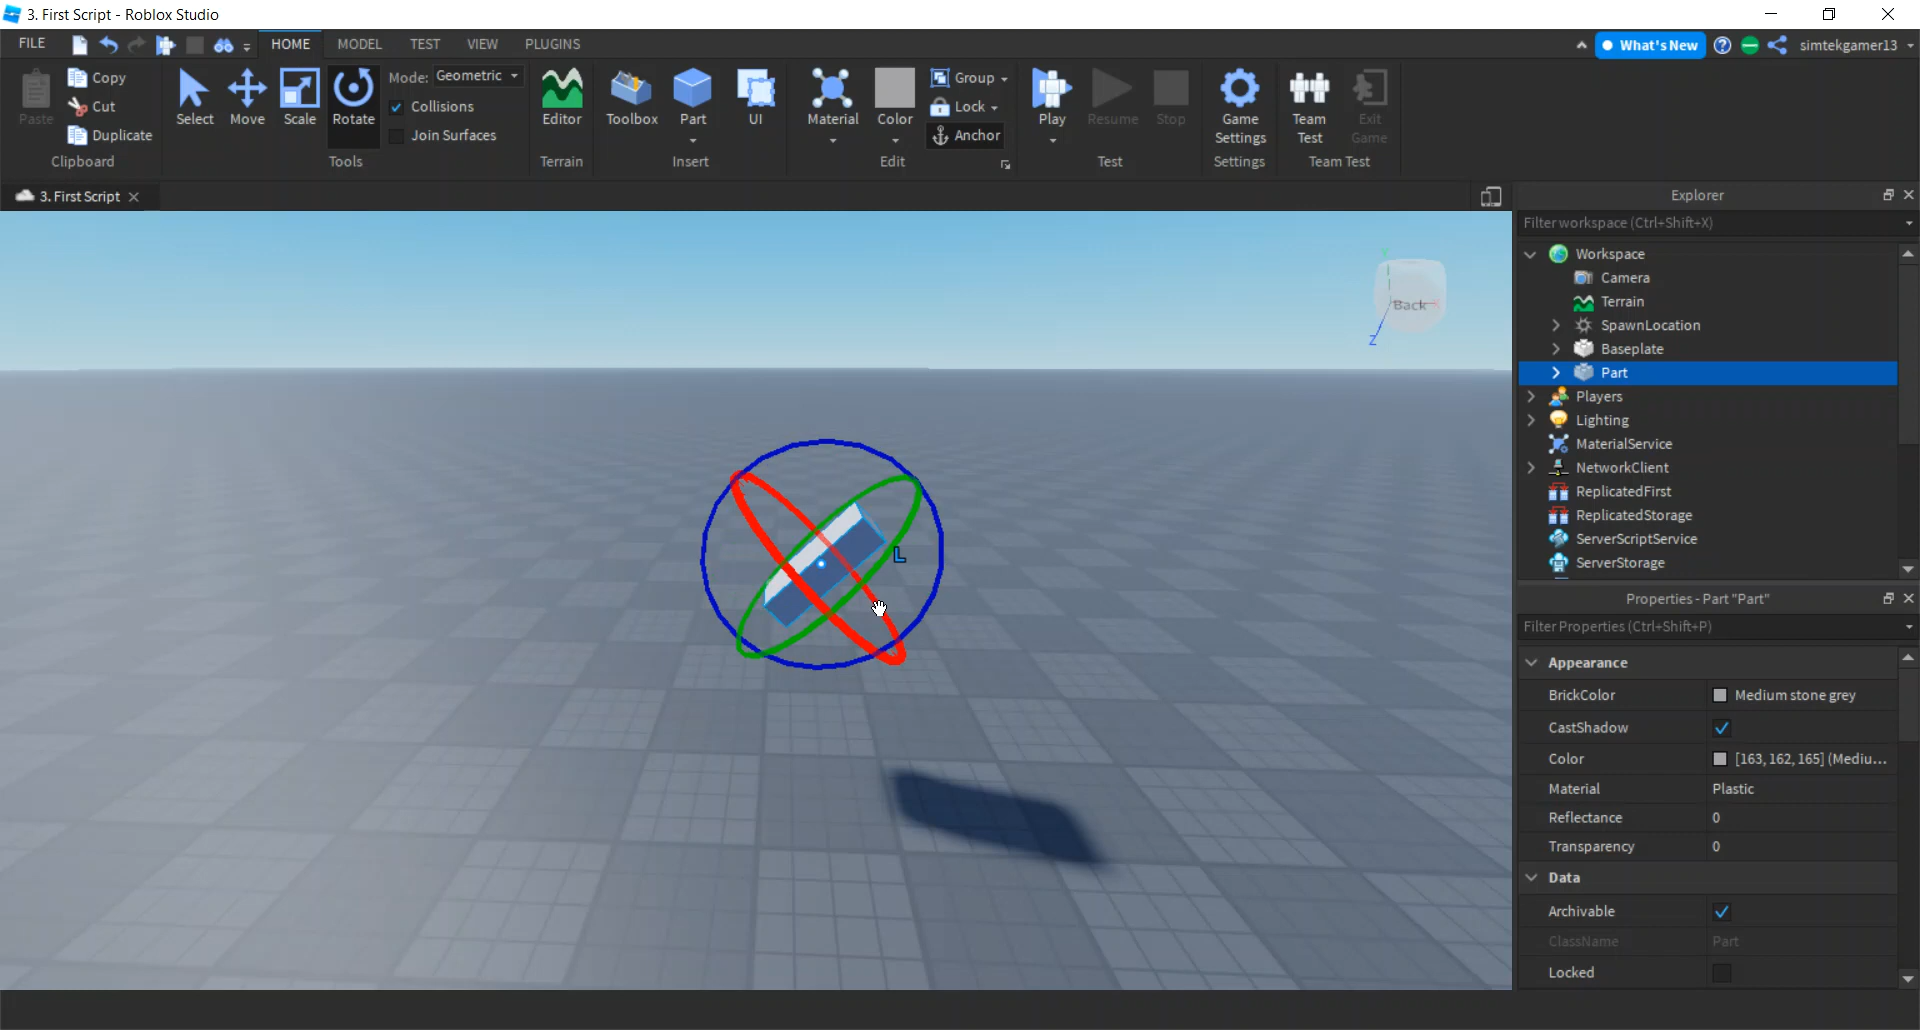 3. First Script - Roblox Studio
FILE HOME MODEL TEST VIEW PLUGINS What's New simtekgamer13
Paste Copy Cut Duplicate
Clipboard
Select Move Scale Rotate
Mode: Geometric
Collisions
Join Surfaces
Tools
Editor
Terrain
Toolbox Part UI
Insert
Material Color
Group
Lock
Anchor
Edit
Play Resume Stop
Test
Game Settings
Settings
Team Test
Exit Game
Team Test
3. First Script
Back
Y
Z
L
Explorer
Filter workspace (Ctrl+Shift+X)
Workspace
Camera
Terrain
SpawnLocation
Baseplate
Part
Players
Lighting
MaterialService
NetworkClient
ReplicatedFirst
ReplicatedStorage
ServerScriptService
ServerStorage
Properties - Part "Part"
Filter Properties (Ctrl+Shift+P)
Appearance
BrickColor Medium stone grey
CastShadow
Color [163, 162, 165] (Mediu...
Material Plastic
Reflectance 0
Transparency 0
Data
Archivable
ClassName Part
Locked